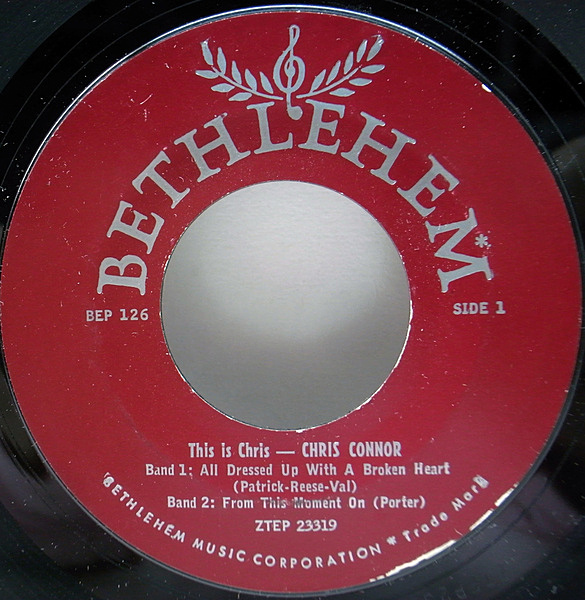 BETHLEHEM*
BEP 126
SIDE 1
This is Chris — CHRIS CONNOR
Band 1: All Dressed Up With A Broken Heart
(Patrick-Reese-Val)
Band 2: From This Moment On (Porter)
ZTEP 23319
BETHLEHEM MUSIC CORPORATION * Trade Mark